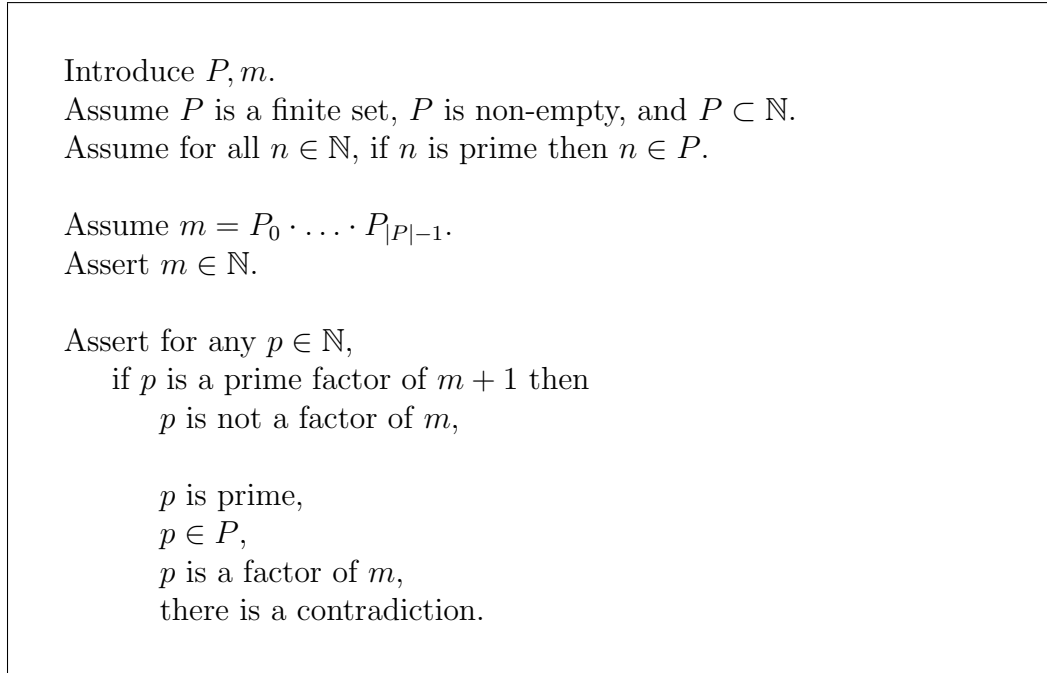 Introduce P, m.
Assume P is a finite set, P is non-empty, and P ⊂ ℕ.
Assume for all n ∈ ℕ, if n is prime then n ∈ P.
Assume m = P₀ · … · P_{|P|−1}.
Assert m ∈ ℕ.
Assert for any p ∈ ℕ,
if p is a prime factor of m + 1 then
p is not a factor of m,
p is prime,
p ∈ P,
p is a factor of m,
there is a contradiction.